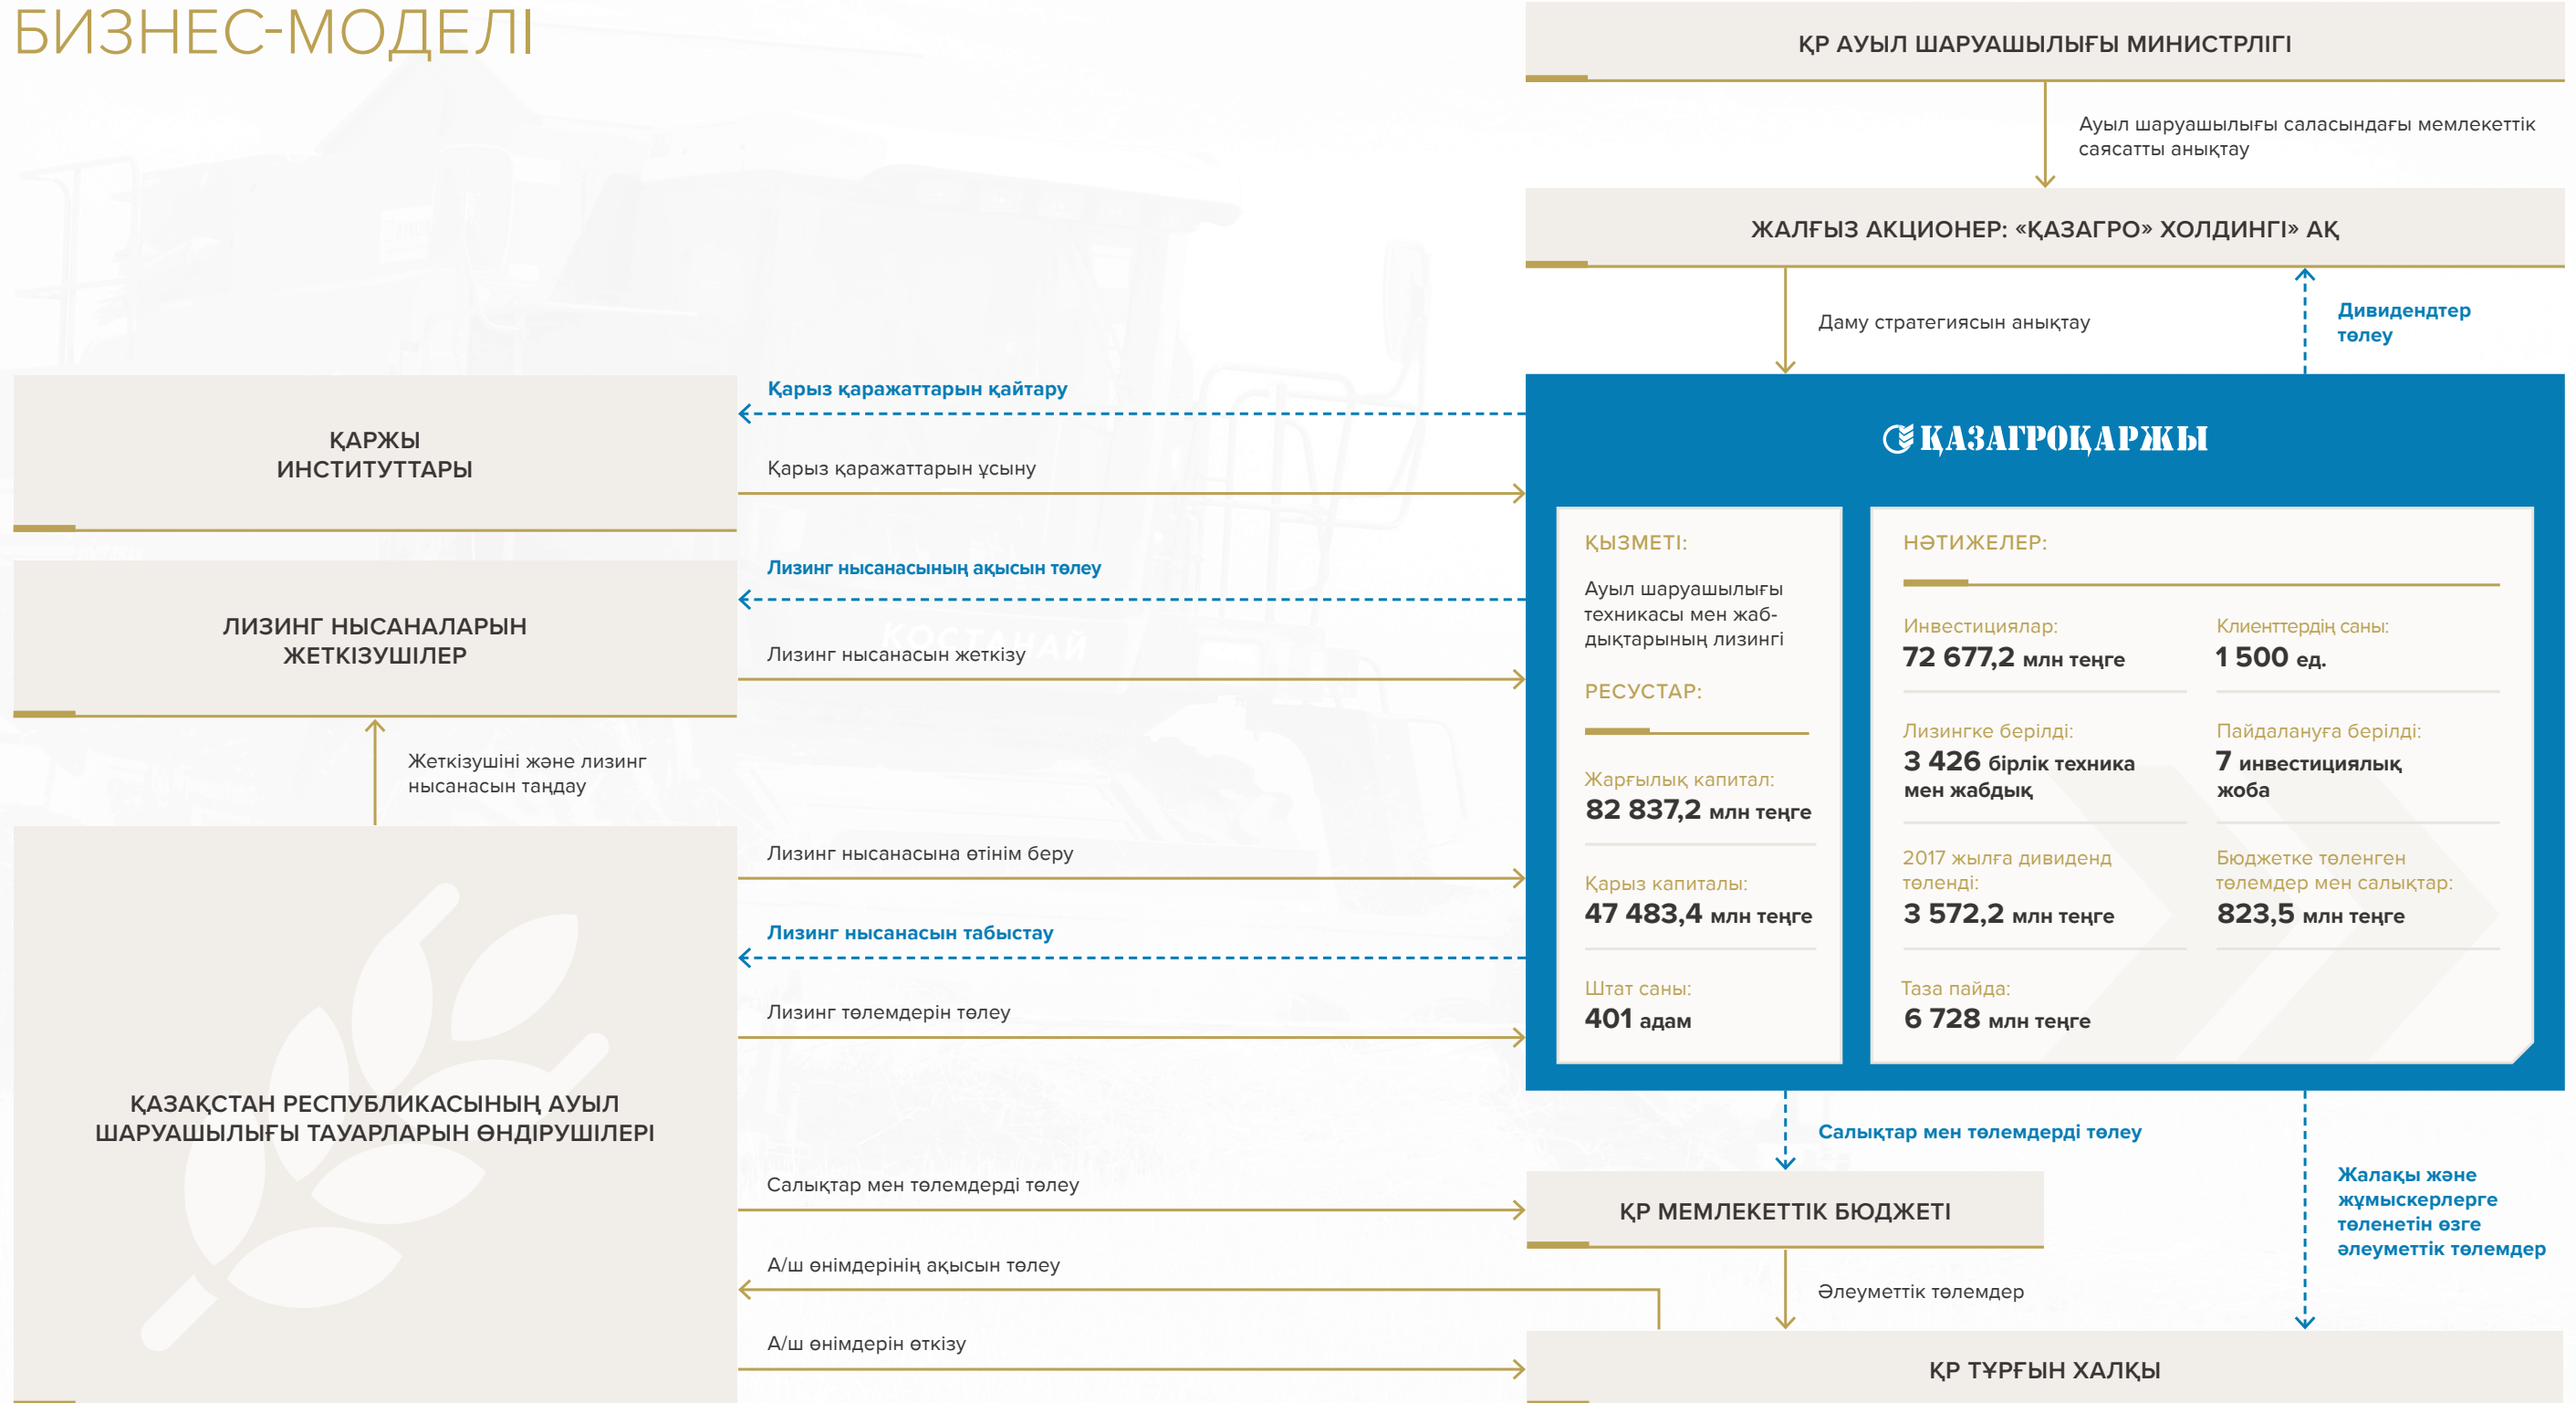 БИЗНЕС-МОДЕЛІ
ҚР АУЫЛ ШАРУАШЫЛЫҒЫ МИНИСТРЛІГІ
Ауыл шаруашылығы саласындағы мемлекеттік
саясатты анықтау
ЖАЛҒЫЗ АКЦИОНЕР: «ҚАЗАГРО» ХОЛДИНГІ» АҚ
Даму стратегиясын анықтау
Дивидендтер
төлеу
ҚАРЖЫ
ИНСТИТУТТАРЫ
Қарыз қаражаттарын қайтару
Қарыз қаражаттарын ұсыну
ЛИЗИНГ НЫСАНАЛАРЫН
ЖЕТКІЗУШІЛЕР
Лизинг нысанасының ақысын төлеу
Лизинг нысанасын жеткізу
КОСТАНАЙ
Жеткізушіні және лизинг
нысанасын таңдау
ҚАЗАҚСТАН РЕСПУБЛИКАСЫНЫҢ АУЫЛ
ШАРУАШЫЛЫҒЫ ТАУАРЛАРЫН ӨНДІРУШІЛЕРІ
Лизинг нысанасына өтінім беру
Лизинг нысанасын табыстау
Лизинг төлемдерін төлеу
Салықтар мен төлемдерді төлеу
А/ш өнімдерінің ақысын төлеу
А/ш өнімдерін өткізу
ҚАЗАГРОҚАРЖЫ
ҚЫЗМЕТІ:
Ауыл шаруашылығы
техникасы мен жаб-
дықтарының лизингі
РЕСУСТАР:
Жарғылық капитал:
82 837,2 млн теңге
Қарыз капиталы:
47 483,4 млн теңге
Штат саны:
401 адам
НӘТИЖЕЛЕР:
Инвестициялар:
72 677,2 млн теңге
Клиенттердің саны:
1 500 ед.
Лизингке берілді:
3 426 бірлік техника
мен жабдық
Пайдалануға берілді:
7 инвестициялық
жоба
2017 жылға дивиденд
төленді:
3 572,2 млн теңге
Бюджетке төленген
төлемдер мен салықтар:
823,5 млн теңге
Таза пайда:
6 728 млн теңге
Салықтар мен төлемдерді төлеу
ҚР МЕМЛЕКЕТТІК БЮДЖЕТІ
Жалақы және
жұмыскерлерге
төленетін өзге
әлеуметтік төлемдер
Әлеуметтік төлемдер
ҚР ТҰРҒЫН ХАЛҚЫ